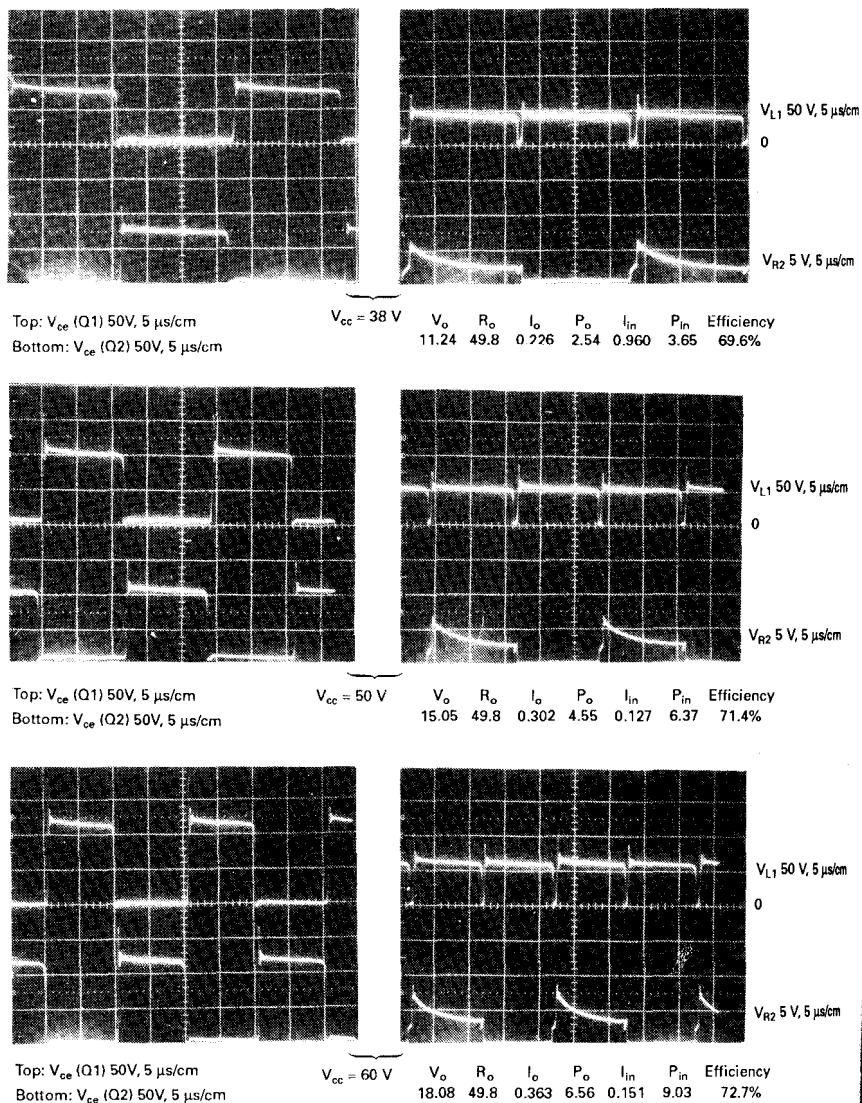 V_L1 50 V, 5 μs/cm
0
V_R2 5 V, 5 μs/cm
Top: V_ce (Q1) 50V, 5 μs/cm
Bottom: V_ce (Q2) 50V, 5 μs/cm
V_cc = 38 V
V_o R_o I_o P_o I_in P_in Efficiency
11.24 49.8 0.226 2.54 0.960 3.65 69.6%
V_L1 50 V, 5 μs/cm
0
V_R2 5 V, 5 μs/cm
Top: V_ce (Q1) 50V, 5 μs/cm
Bottom: V_ce (Q2) 50V, 5 μs/cm
V_cc = 50 V
V_o R_o I_o P_o I_in P_in Efficiency
15.05 49.8 0.302 4.55 0.127 6.37 71.4%
V_L1 50 V, 5 μs/cm
0
V_R2 5 V, 5 μs/cm
Top: V_ce (Q1) 50V, 5 μs/cm
Bottom: V_ce (Q2) 50V, 5 μs/cm
V_cc = 60 V
V_o R_o I_o P_o I_in P_in Efficiency
18.08 49.8 0.363 6.56 0.151 9.03 72.7%